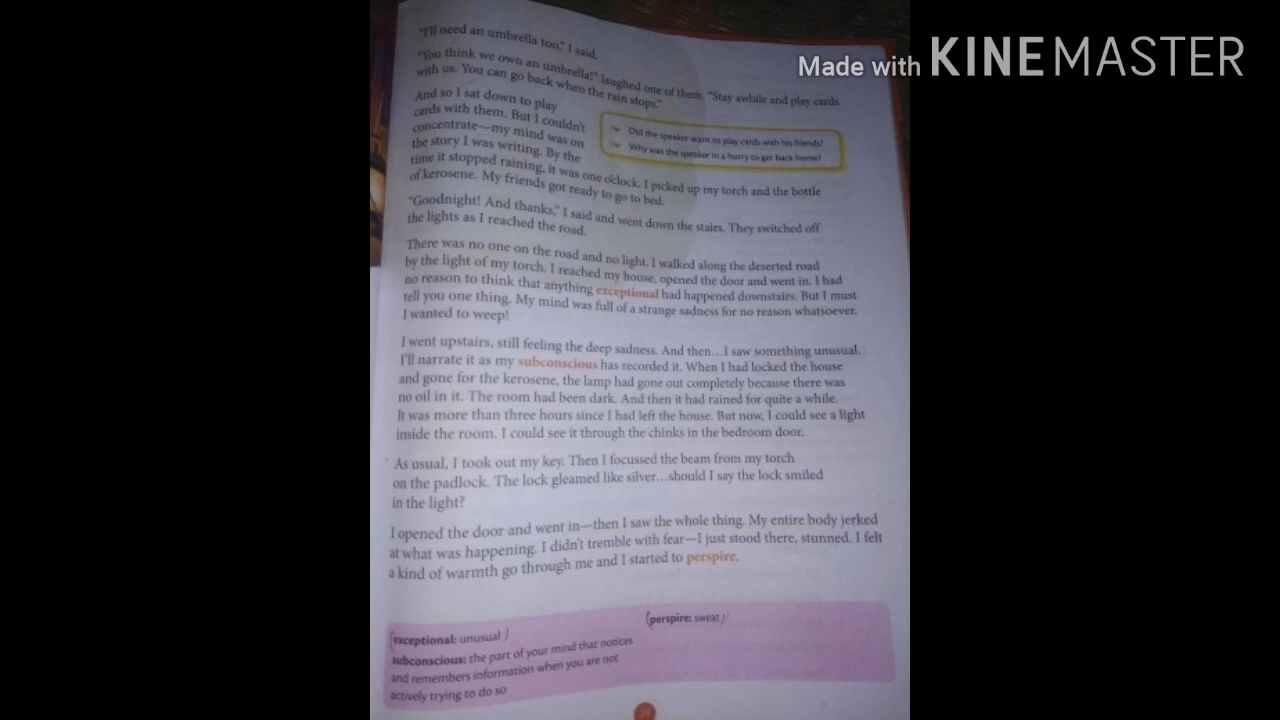 Made with KINEMASTER
"I'll need an umbrella too," I said.
"You think we own an umbrella!" laughed one of them. "Stay awhile and play cards
with us. You can go back when the rain stops."
And so I sat down to play
cards with them. But I couldn't
concentrate—my mind was on
the story I was writing. By the
time it stopped raining, it was one o'clock. I picked up my torch and the bottle
of kerosene. My friends got ready to go to bed.
Did the speaker want to play cards with his friends?
Why was the speaker in a hurry to get back home?
"Goodnight! And thanks," I said and went down the stairs. They switched off
the lights as I reached the road.
There was no one on the road and no light. I walked along the deserted road
by the light of my torch. I reached my house, opened the door and went in. I had
no reason to think that anything exceptional had happened downstairs. But I must
tell you one thing. My mind was full of a strange sadness for no reason whatsoever.
I wanted to weep!
I went upstairs, still feeling the deep sadness. And then...I saw something unusual.
I'll narrate it as my subconscious has recorded it. When I had locked the house
and gone for the kerosene, the lamp had gone out completely because there was
no oil in it. The room had been dark. And then it had rained for quite a while.
It was more than three hours since I had left the house. But now, I could see a light
inside the room. I could see it through the chinks in the bedroom door.
As usual, I took out my key. Then I focussed the beam from my torch
on the padlock. The lock gleamed like silver...should I say the lock smiled
in the light?
I opened the door and went in—then I saw the whole thing. My entire body jerked
at what was happening. I didn't tremble with fear—I just stood there, stunned. I felt
a kind of warmth go through me and I started to perspire.
(exceptional: unusual)
subconscious: the part of your mind that notices
and remembers information when you are not
actively trying to do so
(perspire: sweat)